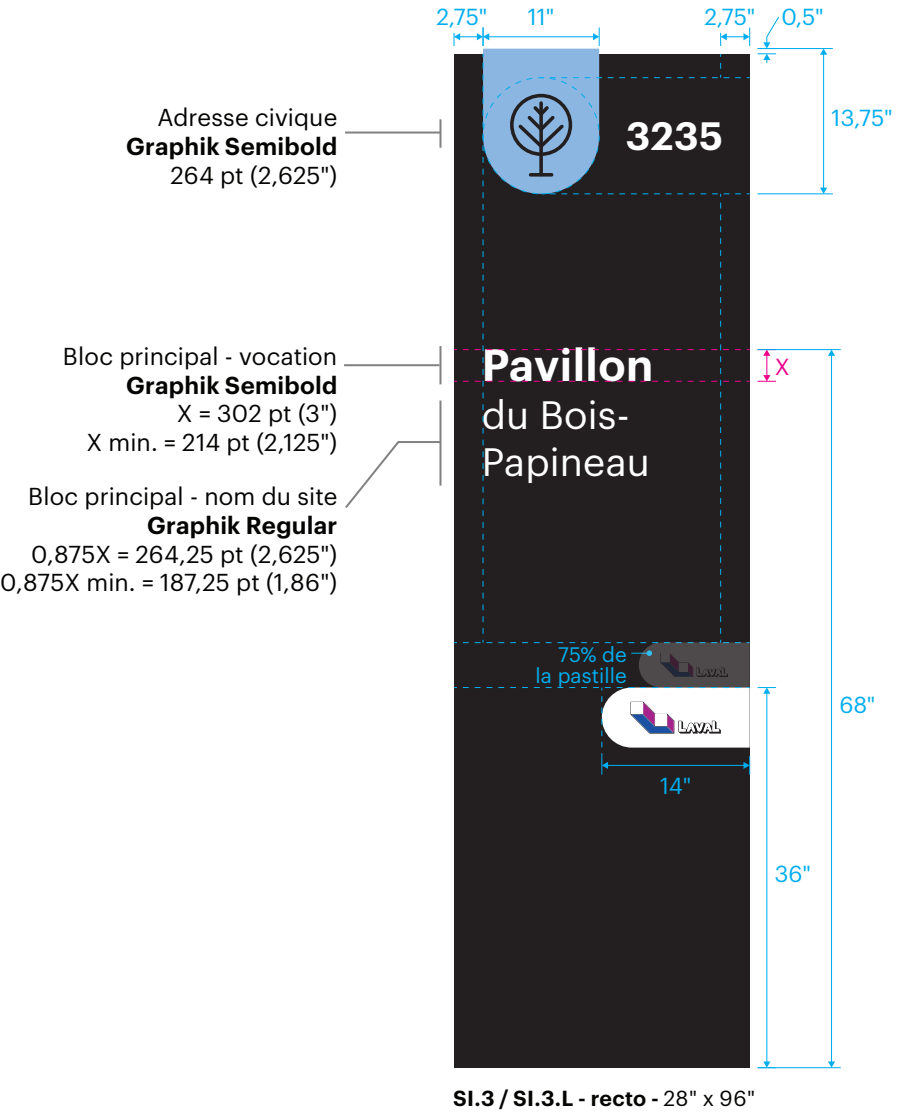 2,75" 11" 2,75" 0,5"
13,75"
Adresse civique
Graphik Semibold
264 pt (2,625")
3235
Bloc principal - vocation
Graphik Semibold
X = 302 pt (3")
X min. = 214 pt (2,125")
Bloc principal - nom du site
Graphik Regular
0,875X = 264,25 pt (2,625")
0,875X min. = 187,25 pt (1,86")
Pavillon
du Bois-
Papineau
X
75% de
la pastille
LAVAL
LAVAL
14"
68"
36"
SI.3 / SI.3.L - recto - 28" x 96"